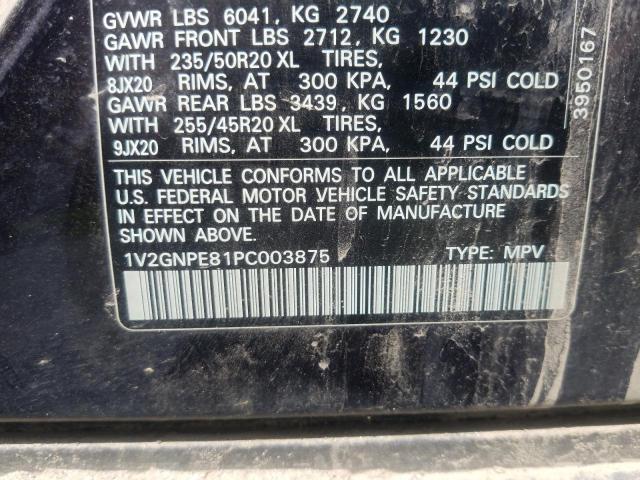 GVWR LBS 6041, KG 2740
GAWR FRONT LBS 2712, KG 1230
WITH 235/50R20 XL TIRES,
8JX20 RIMS, AT 300 KPA, 44 PSI COLD
GAWR REAR LBS 3439, KG 1560
WITH 255/45R20 XL TIRES,
9JX20 RIMS, AT 300 KPA, 44 PSI COLD
THIS VEHICLE CONFORMS TO ALL APPLICABLE
U.S. FEDERAL MOTOR VEHICLE SAFETY STANDARDS
IN EFFECT ON THE DATE OF MANUFACTURE
SHOWN ABOVE.
1V2GNPE81PC003875 TYPE: MPV
3950167